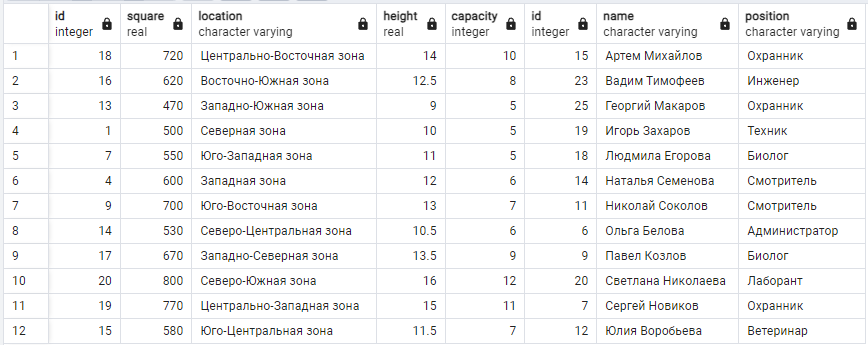 id square location height capacity id name position
integer real character varying real integer integer character varying character varying
1 18 720 Центрально-Восточная зона 14 10 15 Артем Михайлов Охранник
2 16 620 Восточно-Южная зона 12.5 8 23 Вадим Тимофеев Инженер
3 13 470 Западно-Южная зона 9 5 25 Георгий Макаров Охранник
4 1 500 Северная зона 10 5 19 Игорь Захаров Техник
5 7 550 Юго-Западная зона 11 5 18 Людмила Егорова Биолог
6 4 600 Западная зона 12 6 14 Наталья Семенова Смотритель
7 9 700 Юго-Восточная зона 13 7 11 Николай Соколов Смотритель
8 14 530 Северо-Центральная зона 10.5 6 6 Ольга Белова Администратор
9 17 670 Западно-Северная зона 13.5 9 9 Павел Козлов Биолог
10 20 800 Северо-Южная зона 16 12 20 Светлана Николаева Лаборант
11 19 770 Центрально-Западная зона 15 11 7 Сергей Новиков Охранник
12 15 580 Юго-Центральная зона 11.5 7 12 Юлия Воробьева Ветеринар